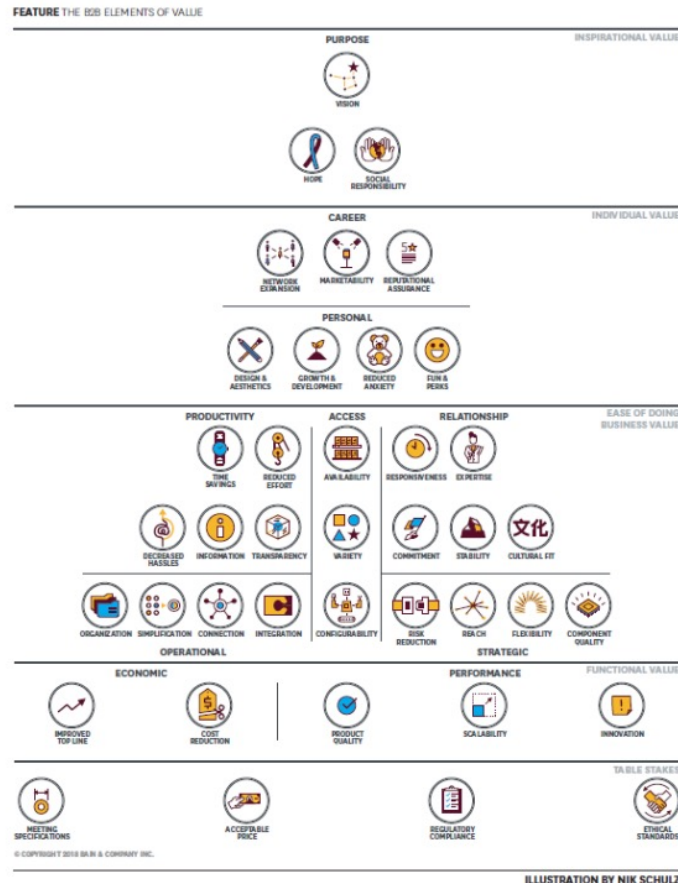 FEATURE THE B2B ELEMENTS OF VALUE
PURPOSE
INSPIRATIONAL VALUE
VISION
HOPE
SOCIAL
RESPONSIBILITY
CAREER
INDIVIDUAL VALUE
NETWORK
EXPANSION
MARKETABILITY
REPUTATIONAL
ASSURANCE
PERSONAL
DESIGN &
AESTHETICS
GROWTH &
DEVELOPMENT
REDUCED
ANXIETY
FUN &
PERKS
PRODUCTIVITY
ACCESS
RELATIONSHIP
EASE OF DOING
BUSINESS VALUE
TIME
SAVINGS
REDUCED
EFFORT
AVAILABILITY
RESPONSIVENESS
EXPERTISE
DECREASED
HASSLES
INFORMATION
TRANSPARENCY
VARIETY
COMMITMENT
STABILITY
文化
CULTURAL FIT
ORGANIZATION
SIMPLIFICATION
CONNECTION
INTEGRATION
CONFIGURABILITY
RISK
REDUCTION
REACH
FLEXIBILITY
COMPONENT
QUALITY
OPERATIONAL
STRATEGIC
ECONOMIC
PERFORMANCE
FUNCTIONAL VALUE
IMPROVED
TOP LINE
$
COST
REDUCTION
PRODUCT
QUALITY
SCALABILITY
!
INNOVATION
TABLE STAKES
MEETING
SPECIFICATIONS
ACCEPTABLE
PRICE
REGULATORY
COMPLIANCE
ETHICAL
STANDARDS
© COPYRIGHT 2018 BAIN & COMPANY INC.
ILLUSTRATION BY NIK SCHULZ